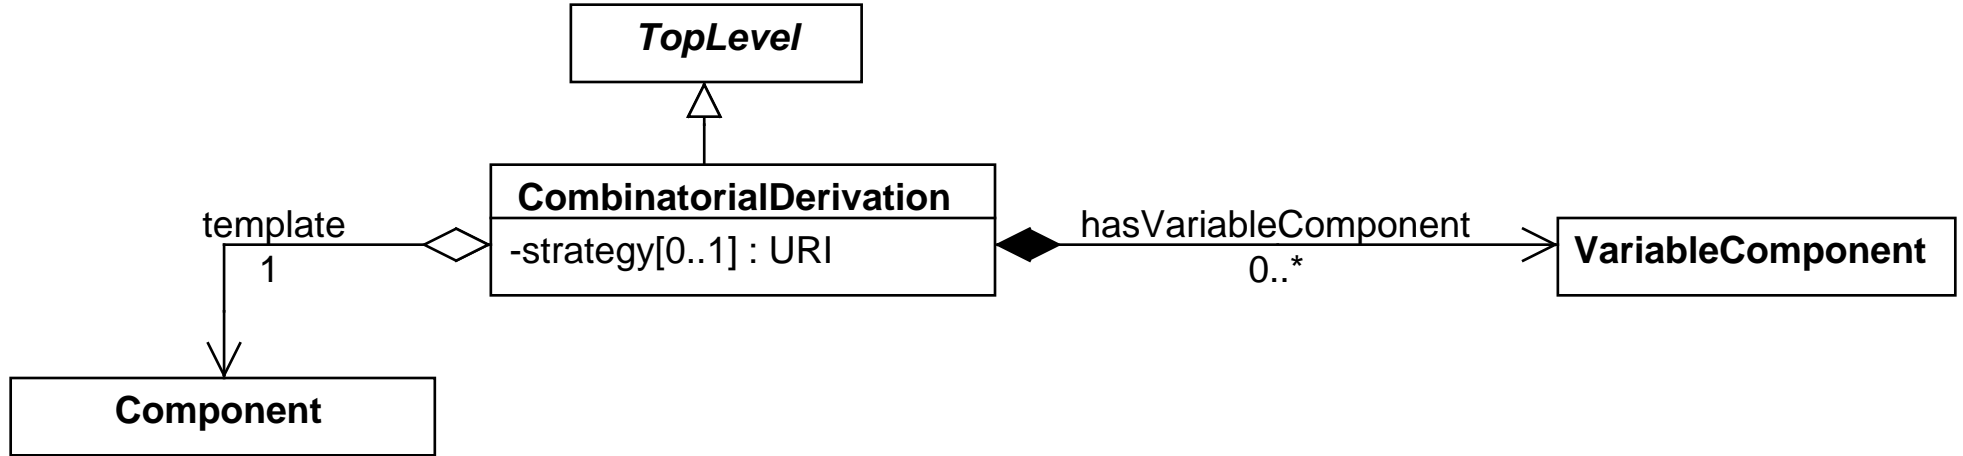 TopLevel
CombinatorialDerivation
-strategy[0..1] : URI
template
1
hasVariableComponent
0..*
VariableComponent
Component